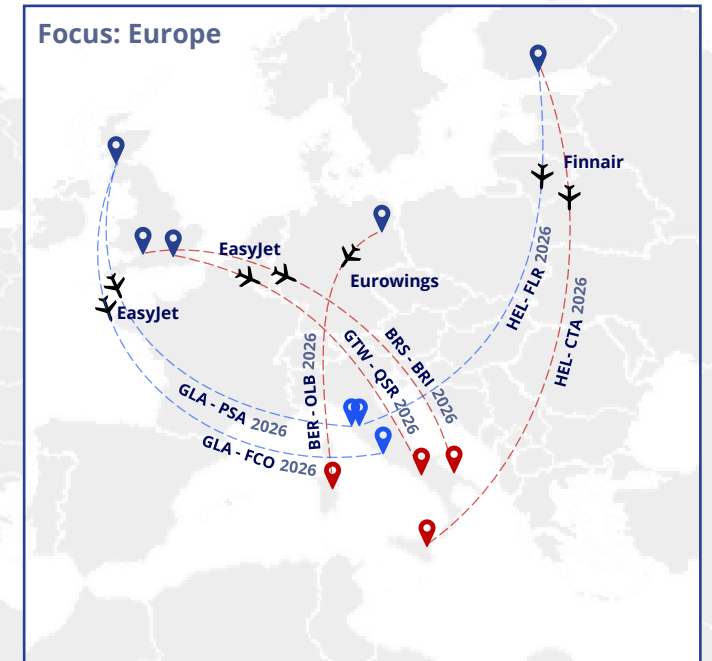 Focus: Europe
Finnair
EasyJet
Eurowings
EasyJet
HEL- FLR 2026
HEL- CTA 2026
BRS - BRI 2026
GTW - QSR 2026
BER - OLB 2026
GLA - PSA 2026
GLA - FCO 2026